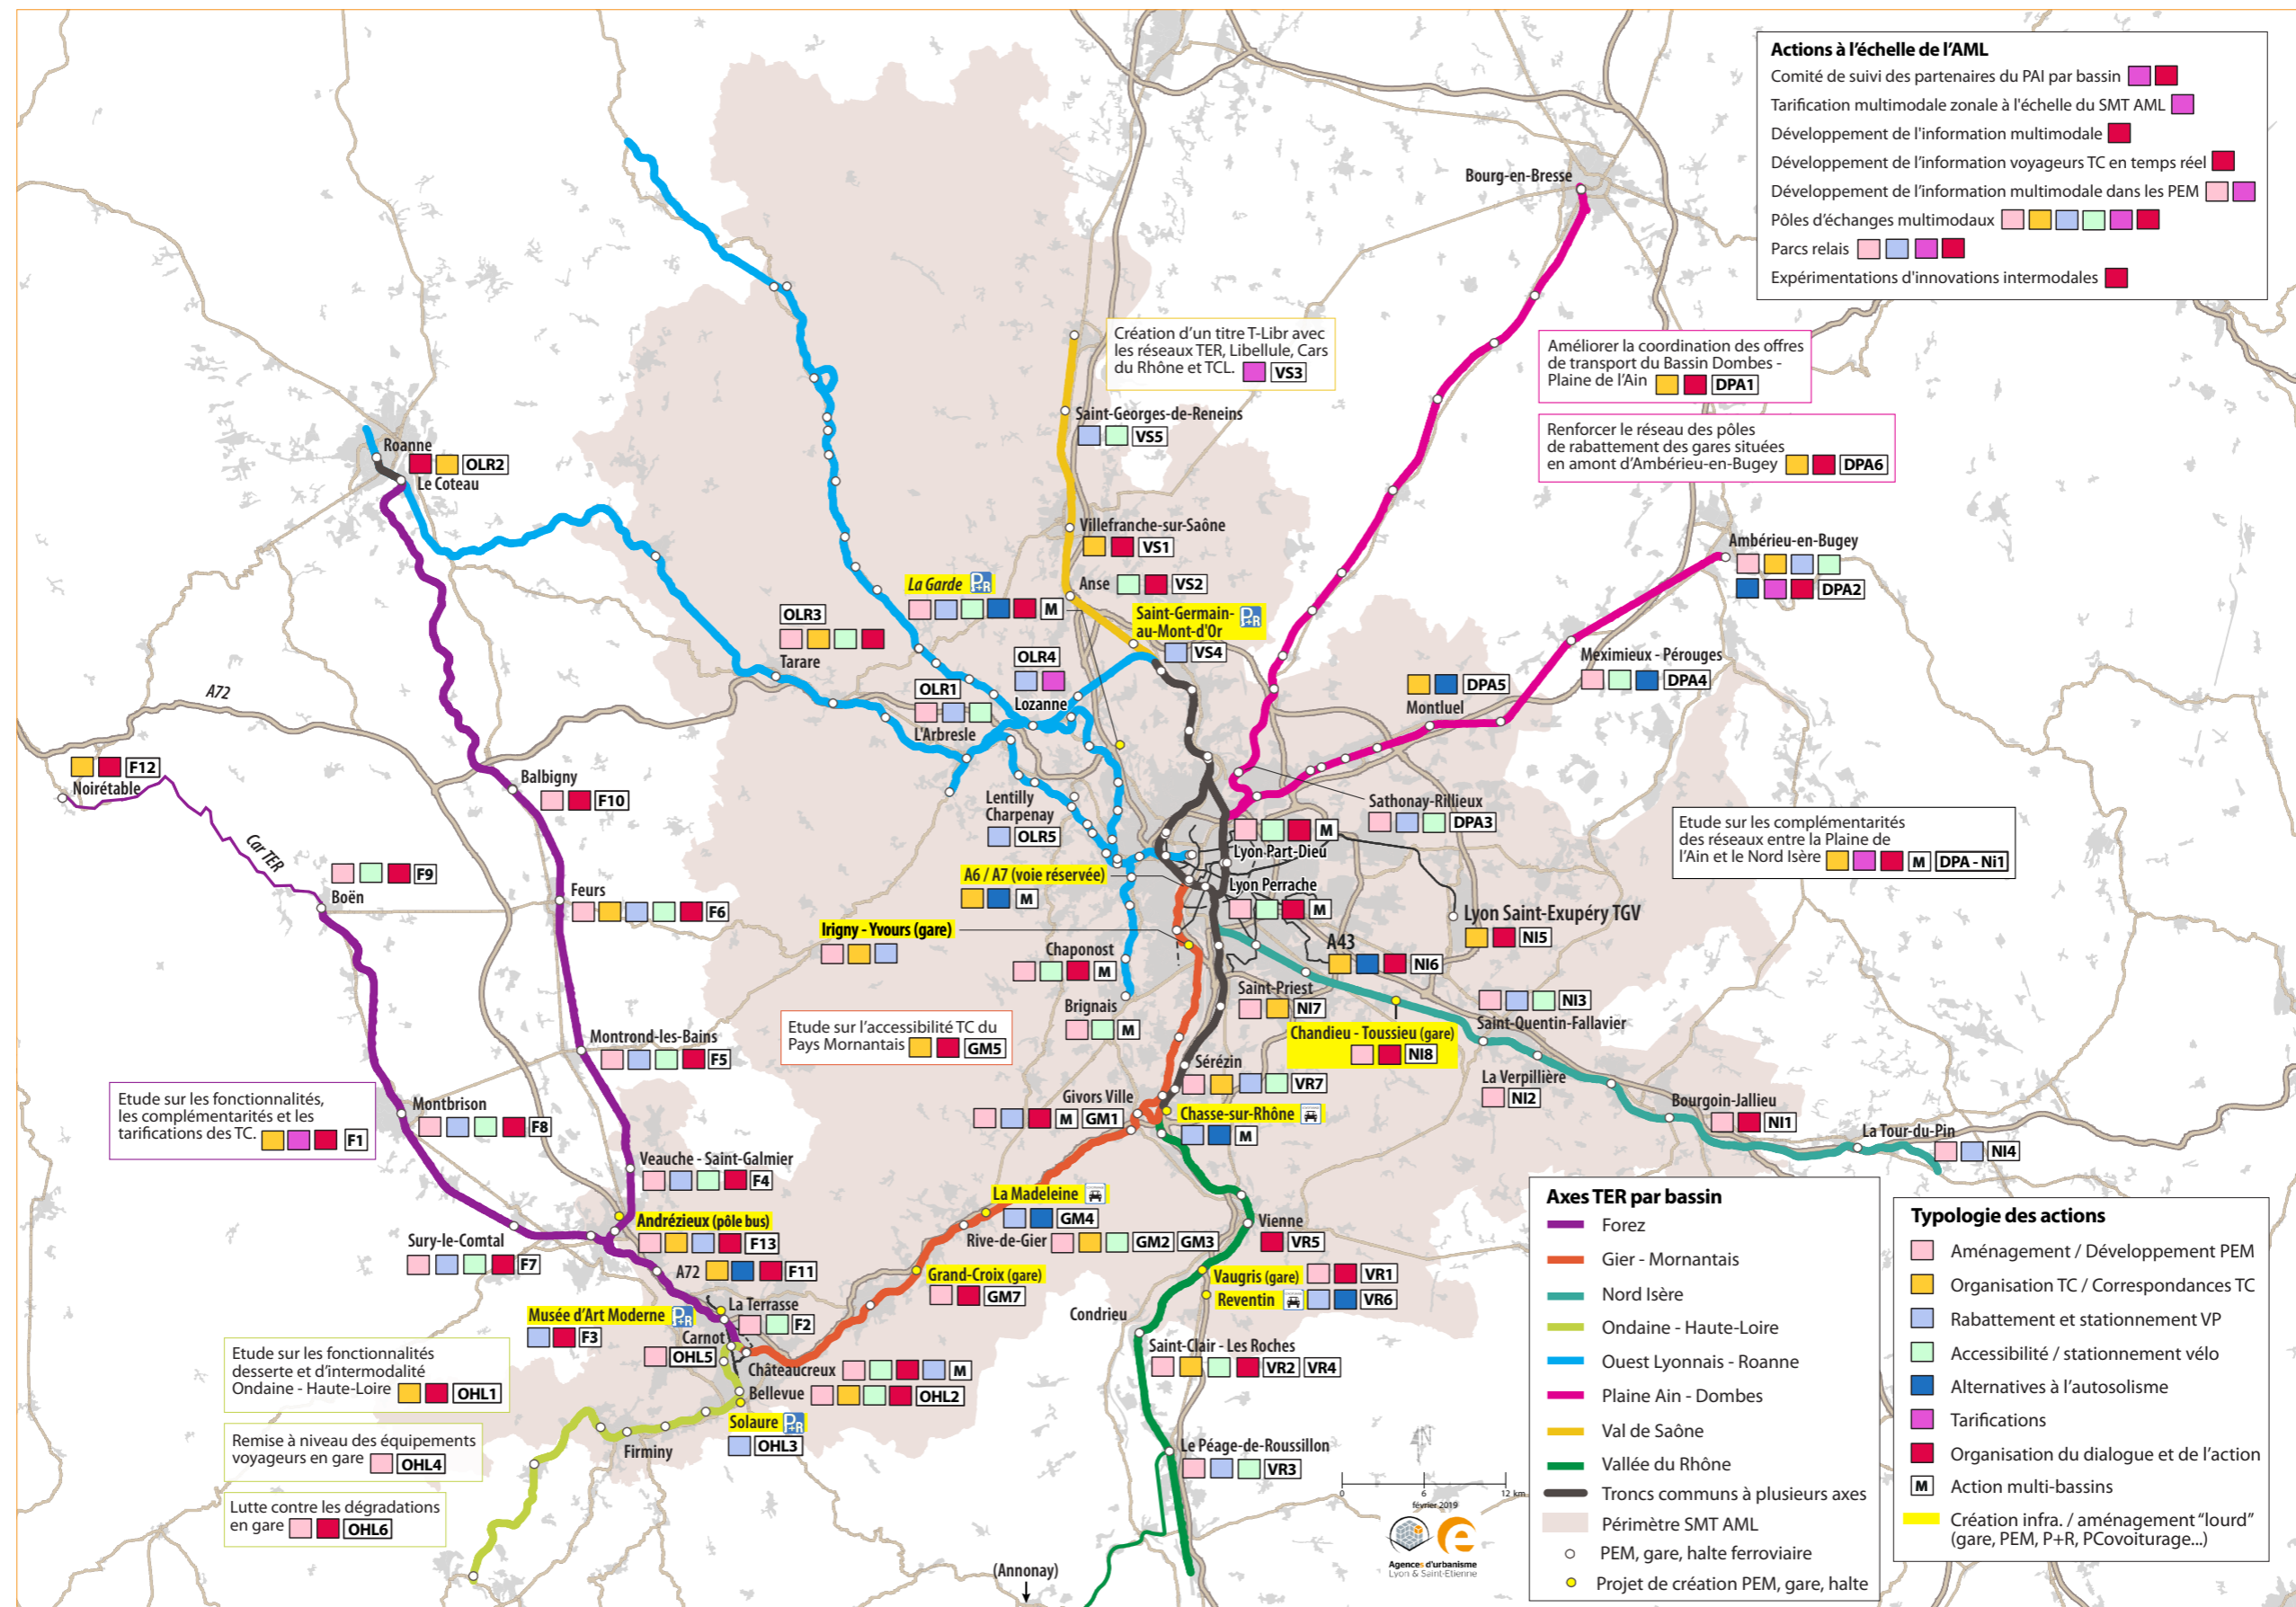 Actions à l'échelle de l'AML
Comité de suivi des partenaires du PAI par bassin
Tarification multimodale zonale à l'échelle du SMT AML
Développement de l'information multimodale
Développement de l'information voyageurs TC en temps réel
Développement de l'information multimodale dans les PEM
Pôles d'échanges multimodaux
Parcs relais
Expérimentations d'innovations intermodales
Bourg-en-Bresse
Création d'un titre T-Libr avec
les réseaux TER, Libellule, Cars
du Rhône et TCL. VS3
Améliorer la coordination des offres
de transport du Bassin Dombes -
Plaine de l'Ain DPA1
Renforcer le réseau des pôles
de rabattement des gares situées
en amont d'Ambérieu-en-Bugey DPA6
Saint-Georges-de-Reneins
VS5
Roanne
OLR2
Le Coteau
Villefranche-sur-Saône
VS1
Ambérieu-en-Bugey
DPA2
La Garde P+R
M
Anse VS2
Saint-Germain-
au-Mont-d'Or P+R
VS4
OLR3
Tarare
OLR4
Lozanne
OLR1
L'Arbresle
Meximieux - Pérouges
DPA4
DPA5
Montluel
A72
F12
Noirétable
Balbigny
F10
Car TER
Lentilly
Charpenay
OLR5
Sathonay-Rillieux
DPA3
M
Lyon Part-Dieu
Etude sur les complémentarités
des réseaux entre la Plaine de
l'Ain et le Nord Isère M DPA - Ni1
F9
Boën
Feurs
F6
A6 / A7 (voie réservée)
M
Lyon Perrache
M
Lyon Saint-Exupéry TGV
NI5
Irigny - Yvours (gare)
Chaponost
M
A43
NI6
Brignais
M
Saint-Priest
NI7
NI3
Saint-Quentin-Fallavier
Chandieu - Toussieu (gare)
NI8
Etude sur l'accessibilité TC du
Pays Mornantais GM5
Montrond-les-Bains
F5
Sérézin
VR7
La Verpillière
NI2
Etude sur les fonctionnalités,
les complémentarités et les
tarifications des TC. F1
Montbrison
F8
Givors Ville
M GM1
Chasse-sur-Rhône
M
Bourgoin-Jallieu
NI1
La Tour-du-Pin
NI4
Veauche - Saint-Galmier
F4
La Madeleine
GM4
Andrézieux (pôle bus)
F13
Rive-de-Gier GM2 GM3
Vienne
VR5
Sury-le-Comtal
F7
A72 F11
Grand-Croix (gare)
GM7
Vaugris (gare) VR1
Reventin VR6
Musée d'Art Moderne P+R
F3
La Terrasse
F2
Condrieu
Carnot
OHL5
Châteaucreux M
Saint-Clair - Les Roches
VR2 VR4
Etude sur les fonctionnalités
desserte et d'intermodalité
Ondaine - Haute-Loire OHL1
Bellevue OHL2
Solaure P+R
OHL3
Remise à niveau des équipements
voyageurs en gare OHL4
Firminy
Le Péage-de-Roussillon
VR3
Lutte contre les dégradations
en gare OHL6
(Annonay)
N
0 6 12 km
février 2019
Agences d'urbanisme
Lyon & Saint-Etienne
Axes TER par bassin
Forez
Gier - Mornantais
Nord Isère
Ondaine - Haute-Loire
Ouest Lyonnais - Roanne
Plaine Ain - Dombes
Val de Saône
Vallée du Rhône
Troncs communs à plusieurs axes
Périmètre SMT AML
PEM, gare, halte ferroviaire
Projet de création PEM, gare, halte
Typologie des actions
Aménagement / Développement PEM
Organisation TC / Correspondances TC
Rabattement et stationnement VP
Accessibilité / stationnement vélo
Alternatives à l'autosolisme
Tarifications
Organisation du dialogue et de l'action
M Action multi-bassins
Création infra. / aménagement "lourd"
(gare, PEM, P+R, PCovoiturage...)